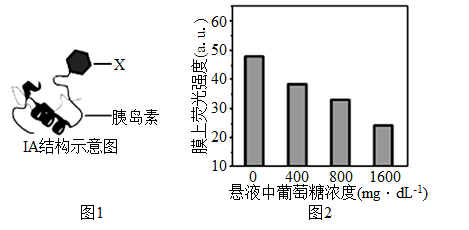 X
胰岛素
IA结构示意图
图1
膜上荧光强度(a. u.)
60
50
40
30
20
10
0 400 800 1600
悬液中葡萄糖浓度(mg · dL⁻¹)
图2